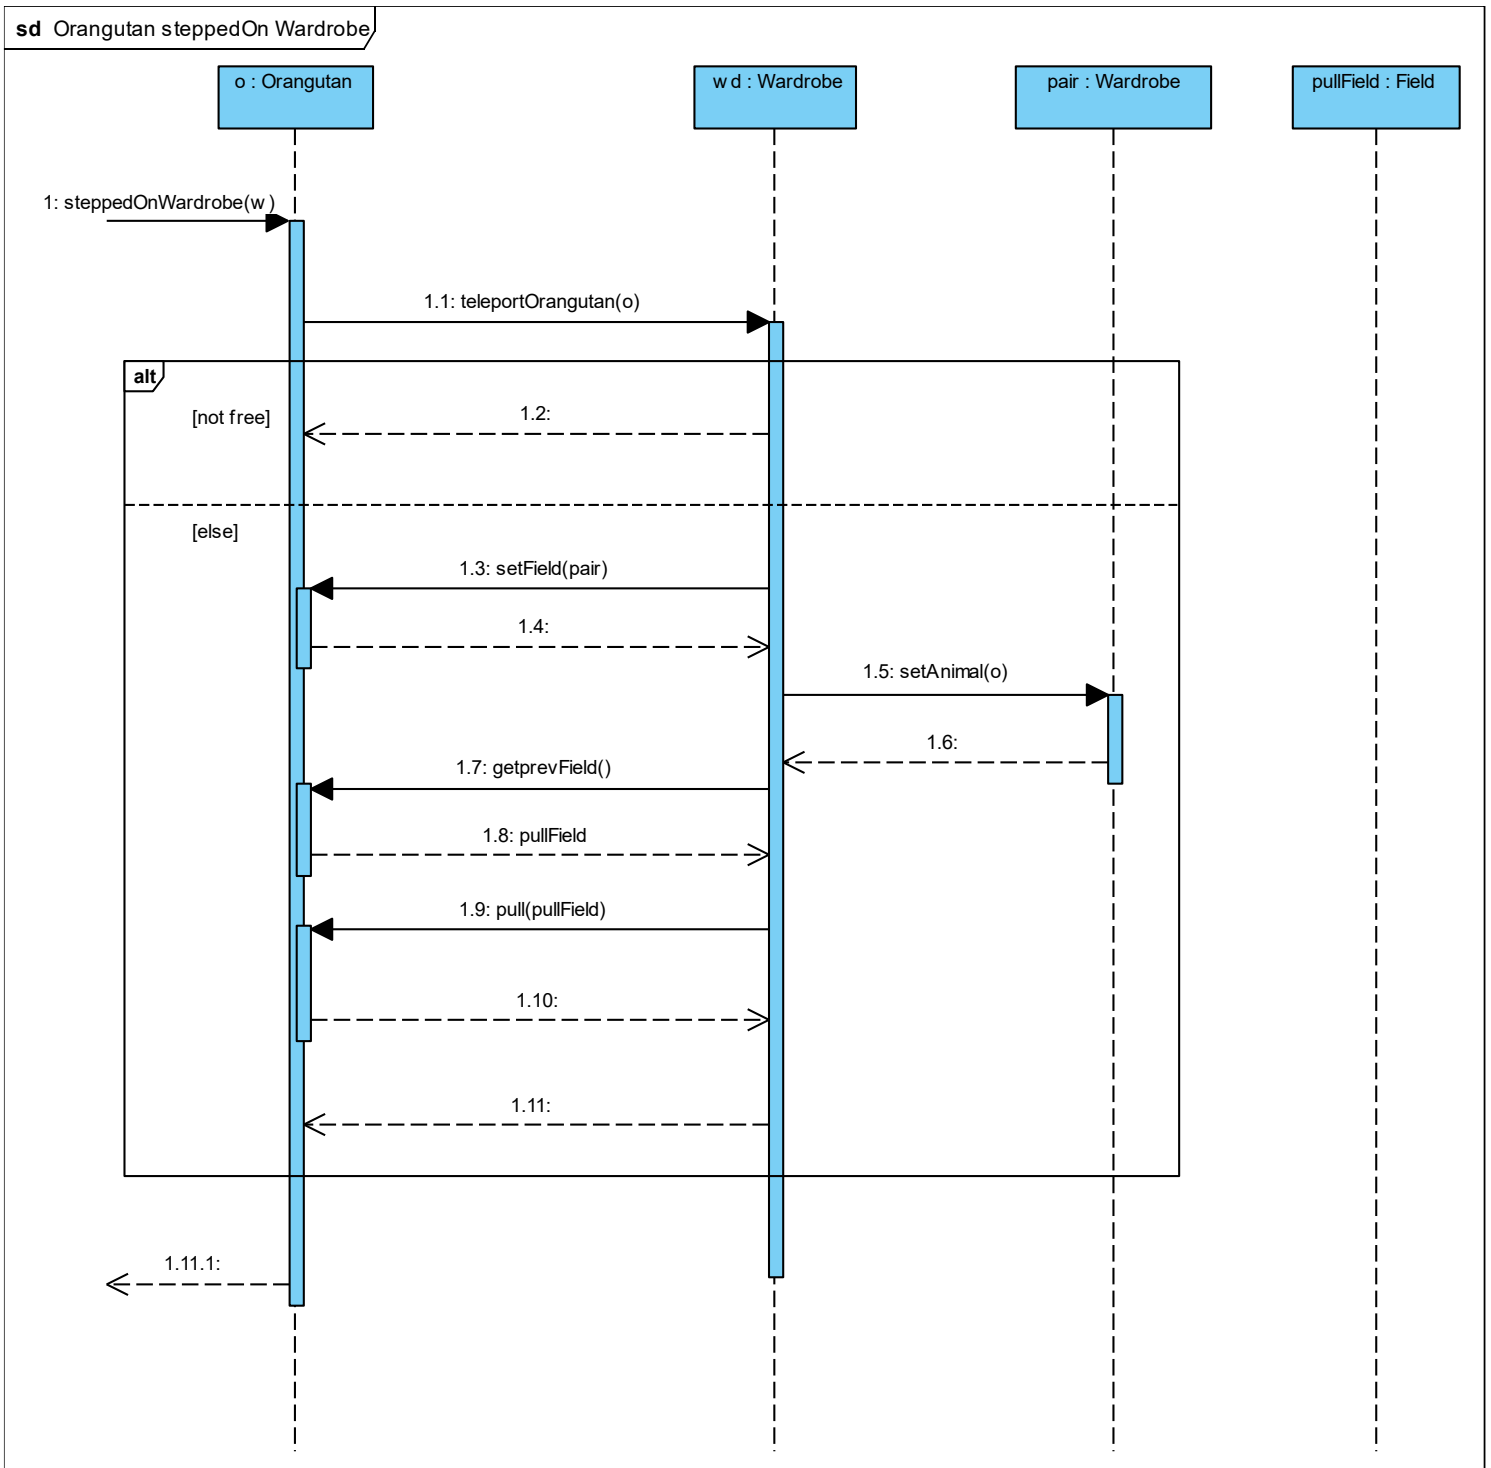 sd Orangutan steppedOn Wardrobe
o : Orangutan
wd : Wardrobe
pair : Wardrobe
pullField : Field
1: steppedOnWardrobe(w)
1.1: teleportOrangutan(o)
alt
[not free]
1.2:
[else]
1.3: setField(pair)
1.4:
1.5: setAnimal(o)
1.6:
1.7: getprevField()
1.8: pullField
1.9: pull(pullField)
1.10:
1.11:
1.11.1: